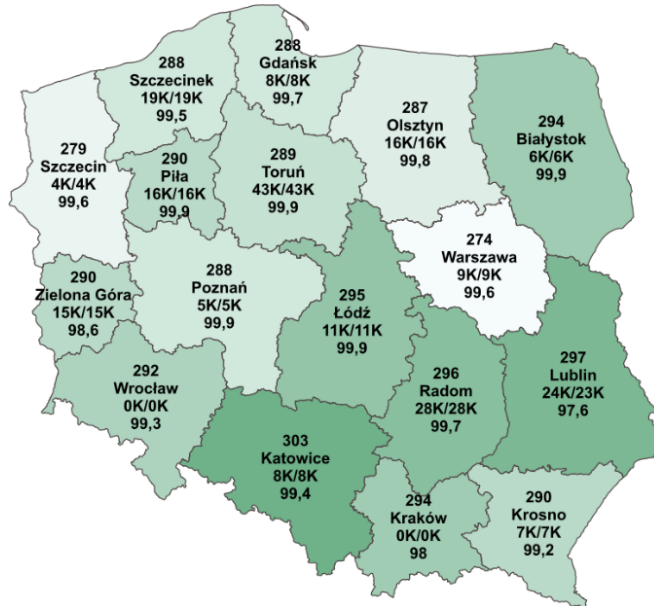 288
Szczecinek
19K/19K
99,5
288
Gdańsk
8K/8K
99,7
287
Olsztyn
16K/16K
99,8
294
Białystok
6K/6K
99,9
279
Szczecin
4K/4K
99,6
290
Piła
16K/16K
99,9
289
Toruń
43K/43K
99,9
274
Warszawa
9K/9K
99,6
290
Zielona Góra
15K/15K
98,6
288
Poznań
5K/5K
99,9
295
Łódź
11K/11K
99,9
292
Wrocław
0K/0K
99,3
296
Radom
28K/28K
99,7
297
Lublin
24K/23K
97,6
303
Katowice
8K/8K
99,4
294
Kraków
0K/0K
98
290
Krosno
7K/7K
99,2